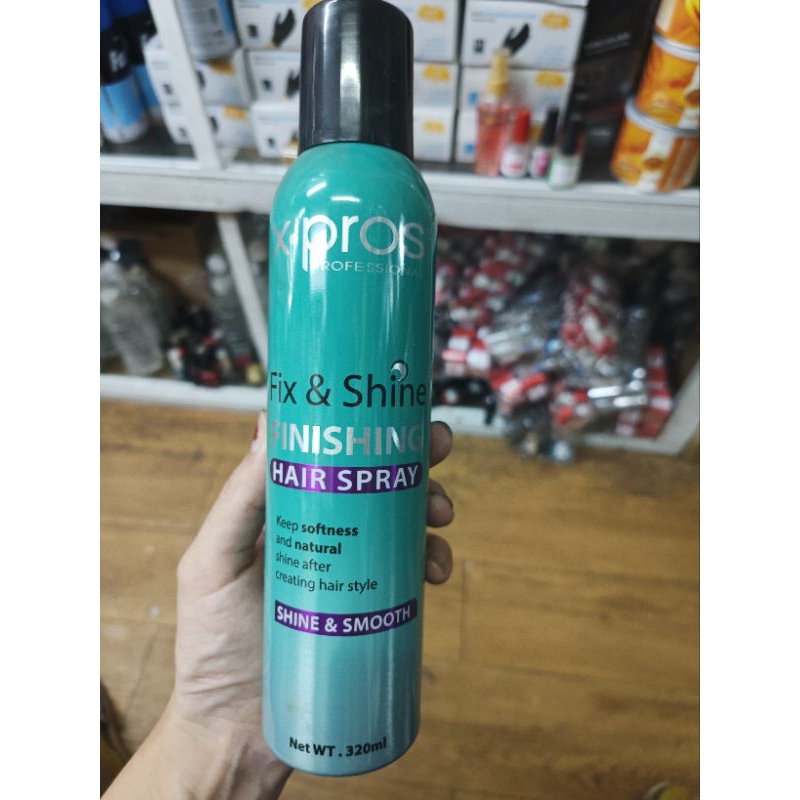 x•pros
PROFESSIONAL
Fix & Shine
FINISHING
HAIR SPRAY
Keep softness
and natural
shine after
creating hair style
SHINE & SMOOTH
Net WT . 320ml